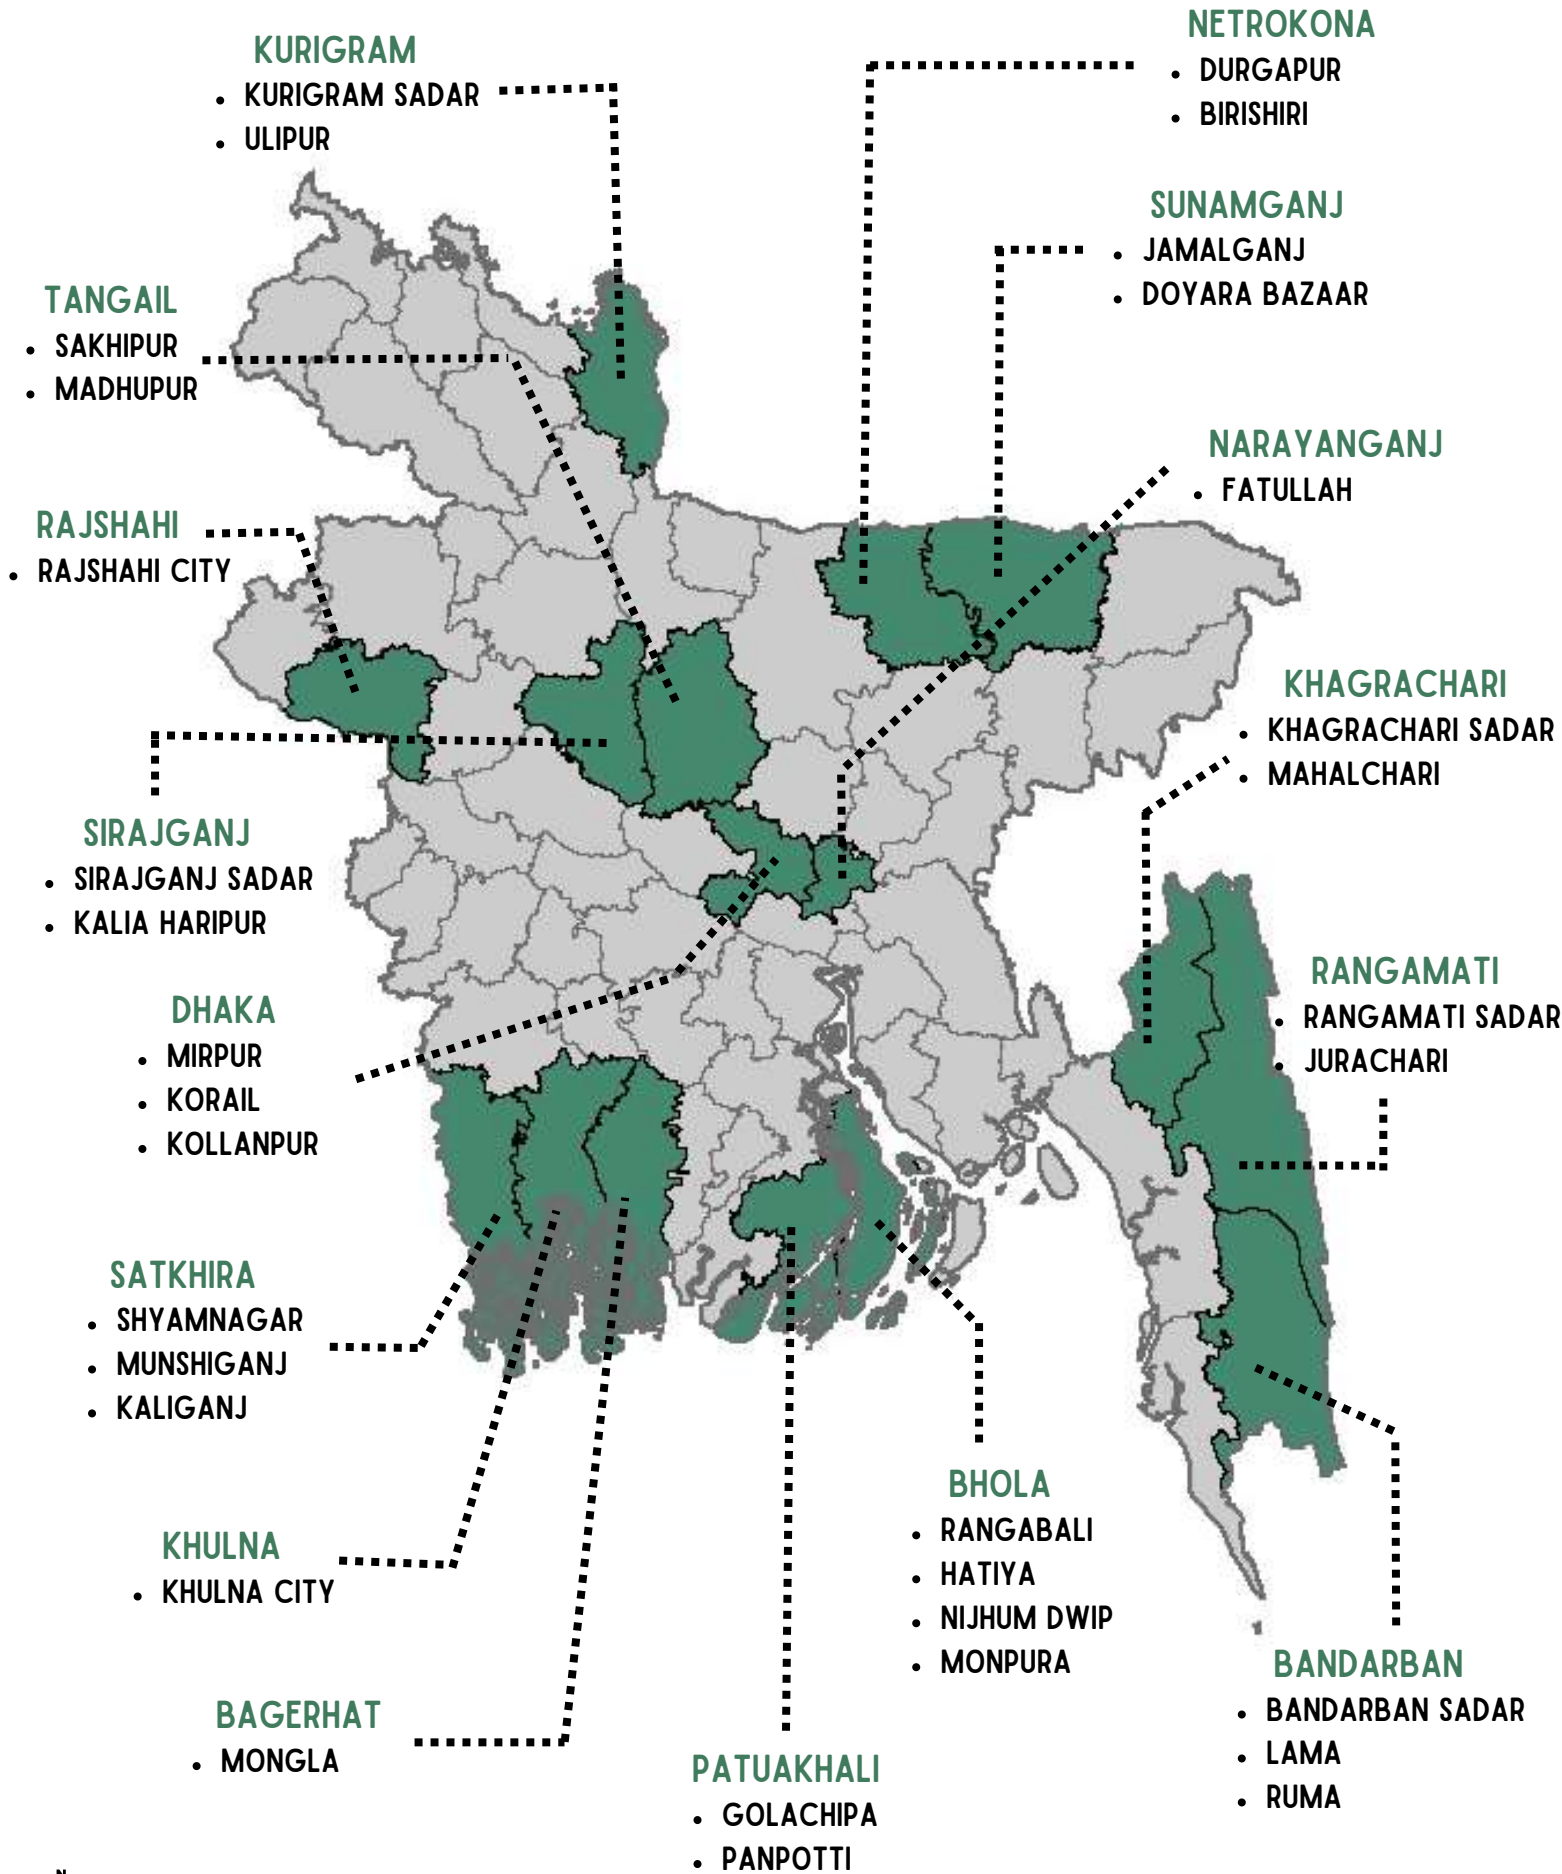 NETROKONA
• DURGAPUR
• BIRISHIRI
KURIGRAM
• KURIGRAM SADAR
• ULIPUR
SUNAMGANJ
• JAMALGANJ
• DOYARA BAZAAR
TANGAIL
• SAKHIPUR
• MADHUPUR
NARAYANGANJ
• FATULLAH
RAJSHAHI
• RAJSHAHI CITY
KHAGRACHARI
• KHAGRACHARI SADAR
• MAHALCHARI
SIRAJGANJ
• SIRAJGANJ SADAR
• KALIA HARIPUR
RANGAMATI
• RANGAMATI SADAR
• JURACHARI
DHAKA
• MIRPUR
• KORAIL
• KOLLANPUR
SATKHIRA
• SHYAMNAGAR
• MUNSHIGANJ
• KALIGANJ
BHOLA
• RANGABALI
• HATIYA
• NIJHUM DWIP
• MONPURA
KHULNA
• KHULNA CITY
BANDARBAN
• BANDARBAN SADAR
• LAMA
• RUMA
BAGERHAT
• MONGLA
PATUAKHALI
• GOLACHIPA
• PANPOTTI
N